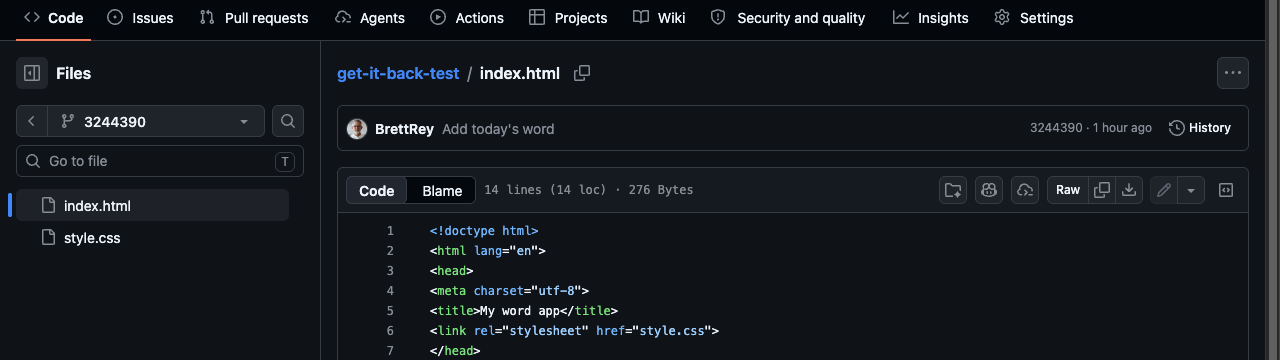 Code Issues Pull requests Agents Actions Projects Wiki Security and quality Insights Settings
Files
3244390
Go to file T
index.html
style.css
get-it-back-test / index.html
BrettRey Add today's word 3244390 · 1 hour ago History
Code Blame 14 lines (14 loc) · 276 Bytes Raw
1 <!doctype html>
2 <html lang="en">
3 <head>
4 <meta charset="utf-8">
5 <title>My word app</title>
6 <link rel="stylesheet" href="style.css">
7 </head>